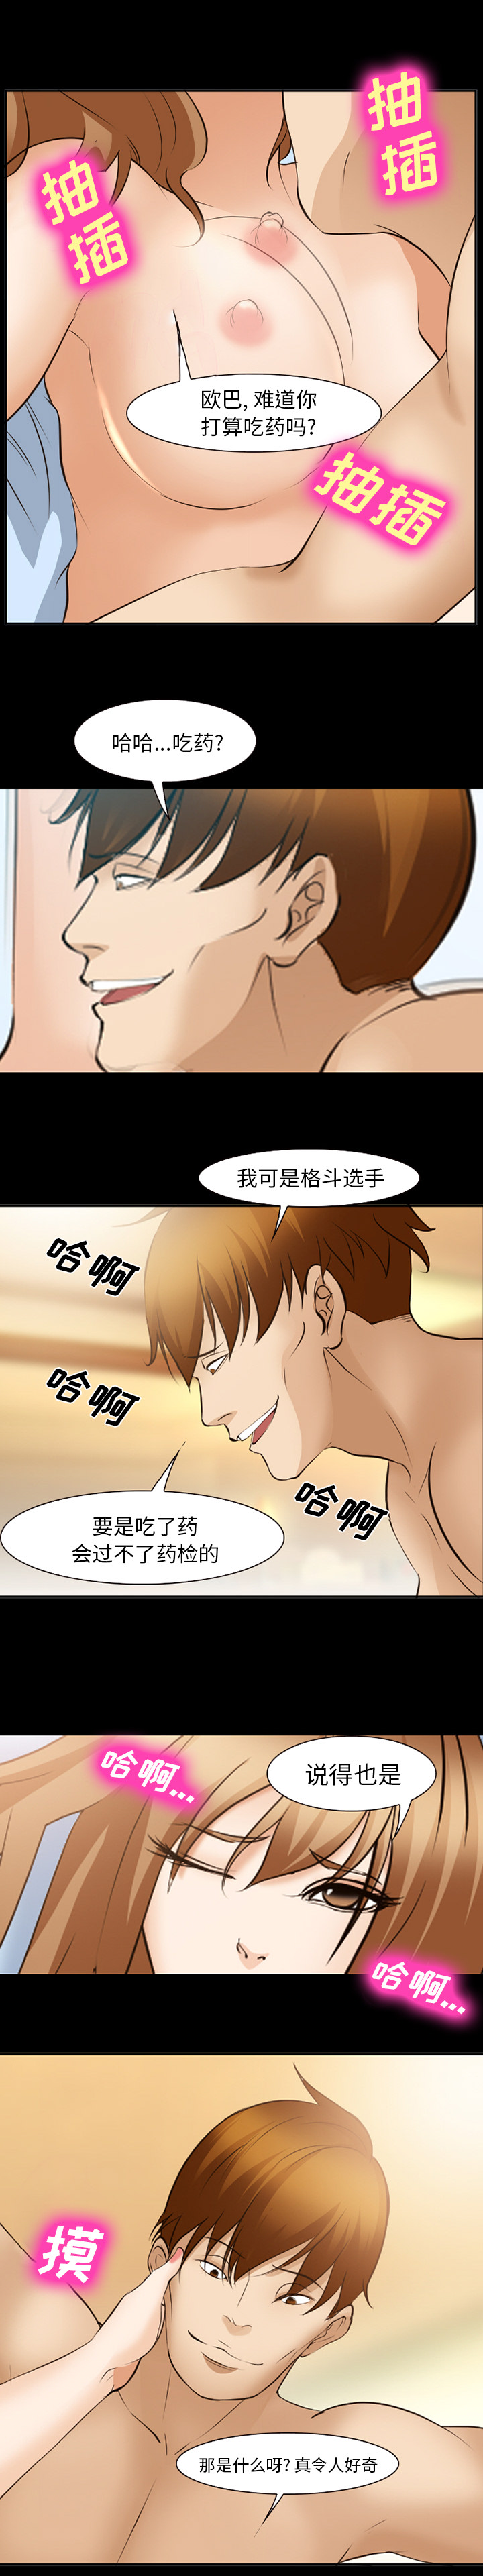 抽
插
抽
插
欧巴, 难道你
打算吃药吗?
抽插
哈哈...吃药?
我可是格斗选手
哈啊
哈啊
哈啊
要是吃了药
会过不了药检的
哈啊...
说得也是
哈啊...
摸
那是什么呀? 真令人好奇